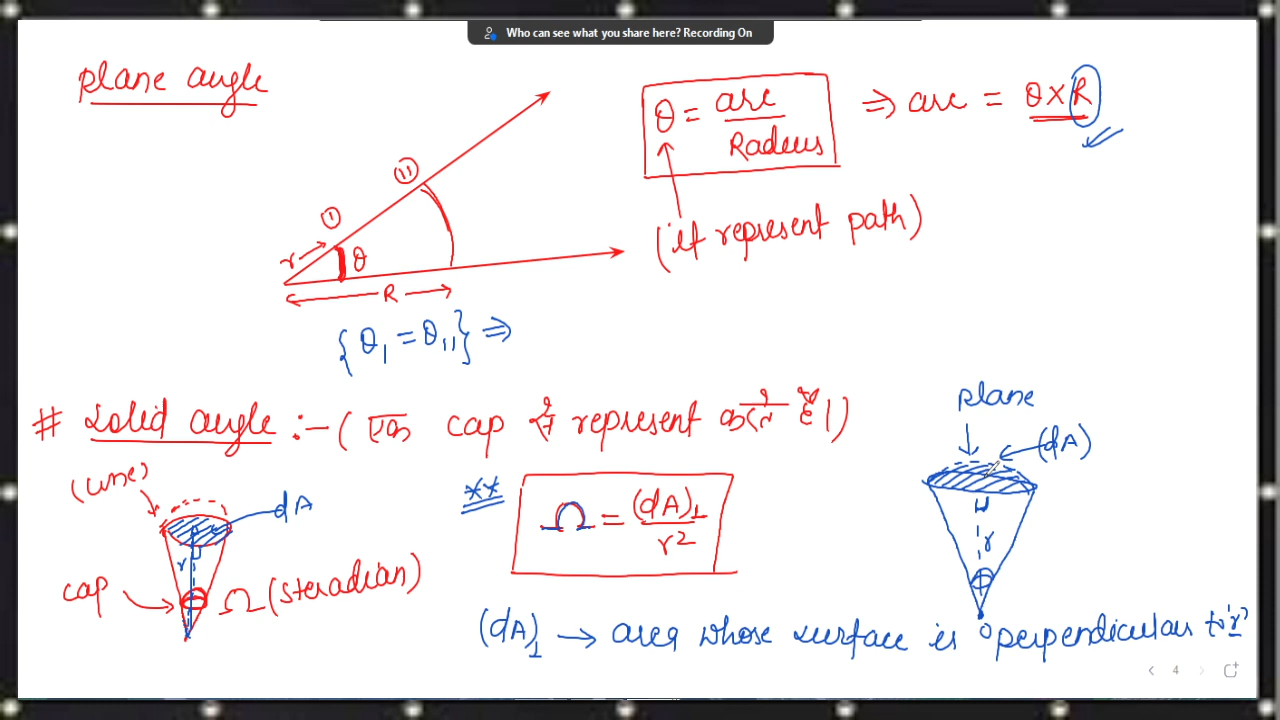 Who can see what you share here? Recording On
plane angle
θ = arc / Radius ⇒ arc = θ × R
(it represent path)
(I)
(II)
r
θ
R
{θ₁ = θ₁₁} ⇒
# Solid angle :- ( एक cap को represent करता है।)
plane
(dA)
r
(cone)
dA
r
cap
Ω (steradian)
** Ω = (dA)⊥ / r²
(dA)⊥ → area whose surface is perpendicular to 'r'
4